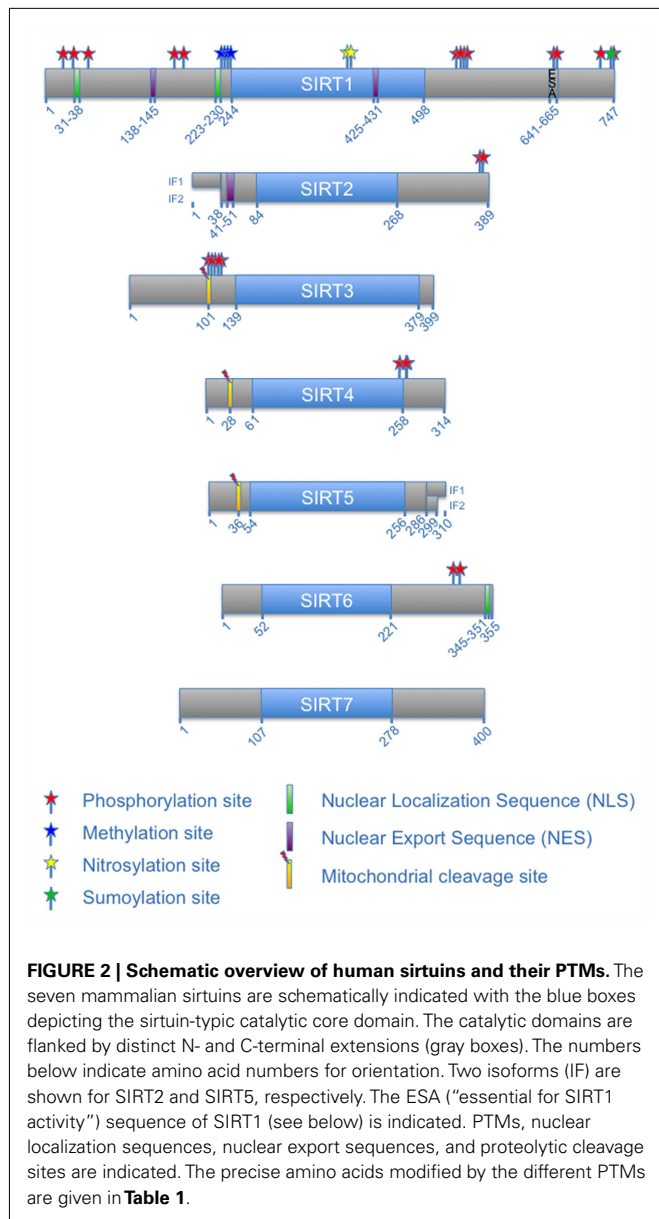 SIRT1
ESA
1 31-38 138-145 223-230 244 425-431 498 641-665 747
IF1
SIRT2
IF2
1 38 41-51 84 268 389
SIRT3
1 101 139 379 399
SIRT4
1 28 61 258 314
SIRT5
IF1
IF2
1 36 54 256 286 299 310
SIRT6
1 52 221 345-351 355
SIRT7
1 107 278 400
Phosphorylation site
Methylation site
Nitrosylation site
Sumoylation site
Nuclear Localization Sequence (NLS)
Nuclear Export Sequence (NES)
Mitochondrial cleavage site
FIGURE 2 | Schematic overview of human sirtuins and their PTMs. The
seven mammalian sirtuins are schematically indicated with the blue boxes
depicting the sirtuin-typic catalytic core domain. The catalytic domains are
flanked by distinct N- and C-terminal extensions (gray boxes). The numbers
below indicate amino acid numbers for orientation. Two isoforms (IF) are
shown for SIRT2 and SIRT5, respectively. The ESA ("essential for SIRT1
activity") sequence of SIRT1 (see below) is indicated. PTMs, nuclear
localization sequences, nuclear export sequences, and proteolytic cleavage
sites are indicated. The precise amino acids modified by the different PTMs
are given in Table 1.